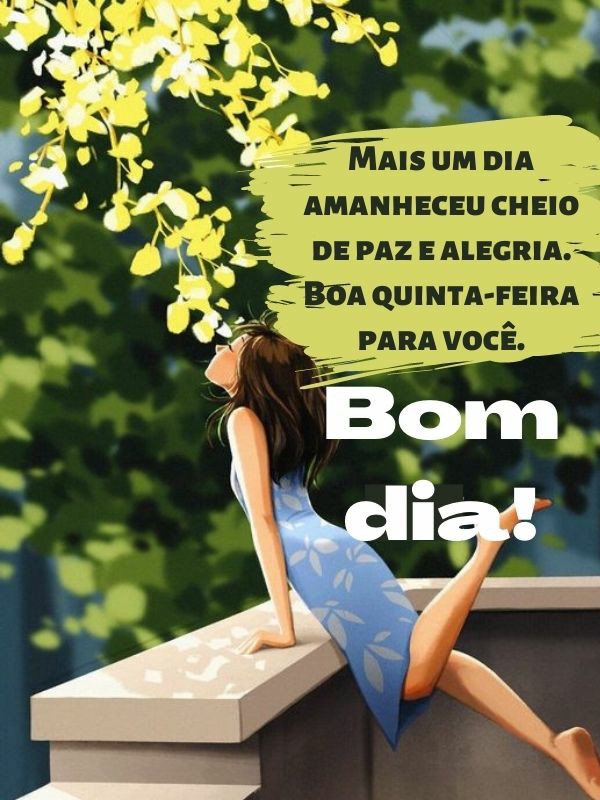 Mais um dia
amanheceu cheio
de paz e alegria.
Boa quinta-feira
para você.
Bom
dia!